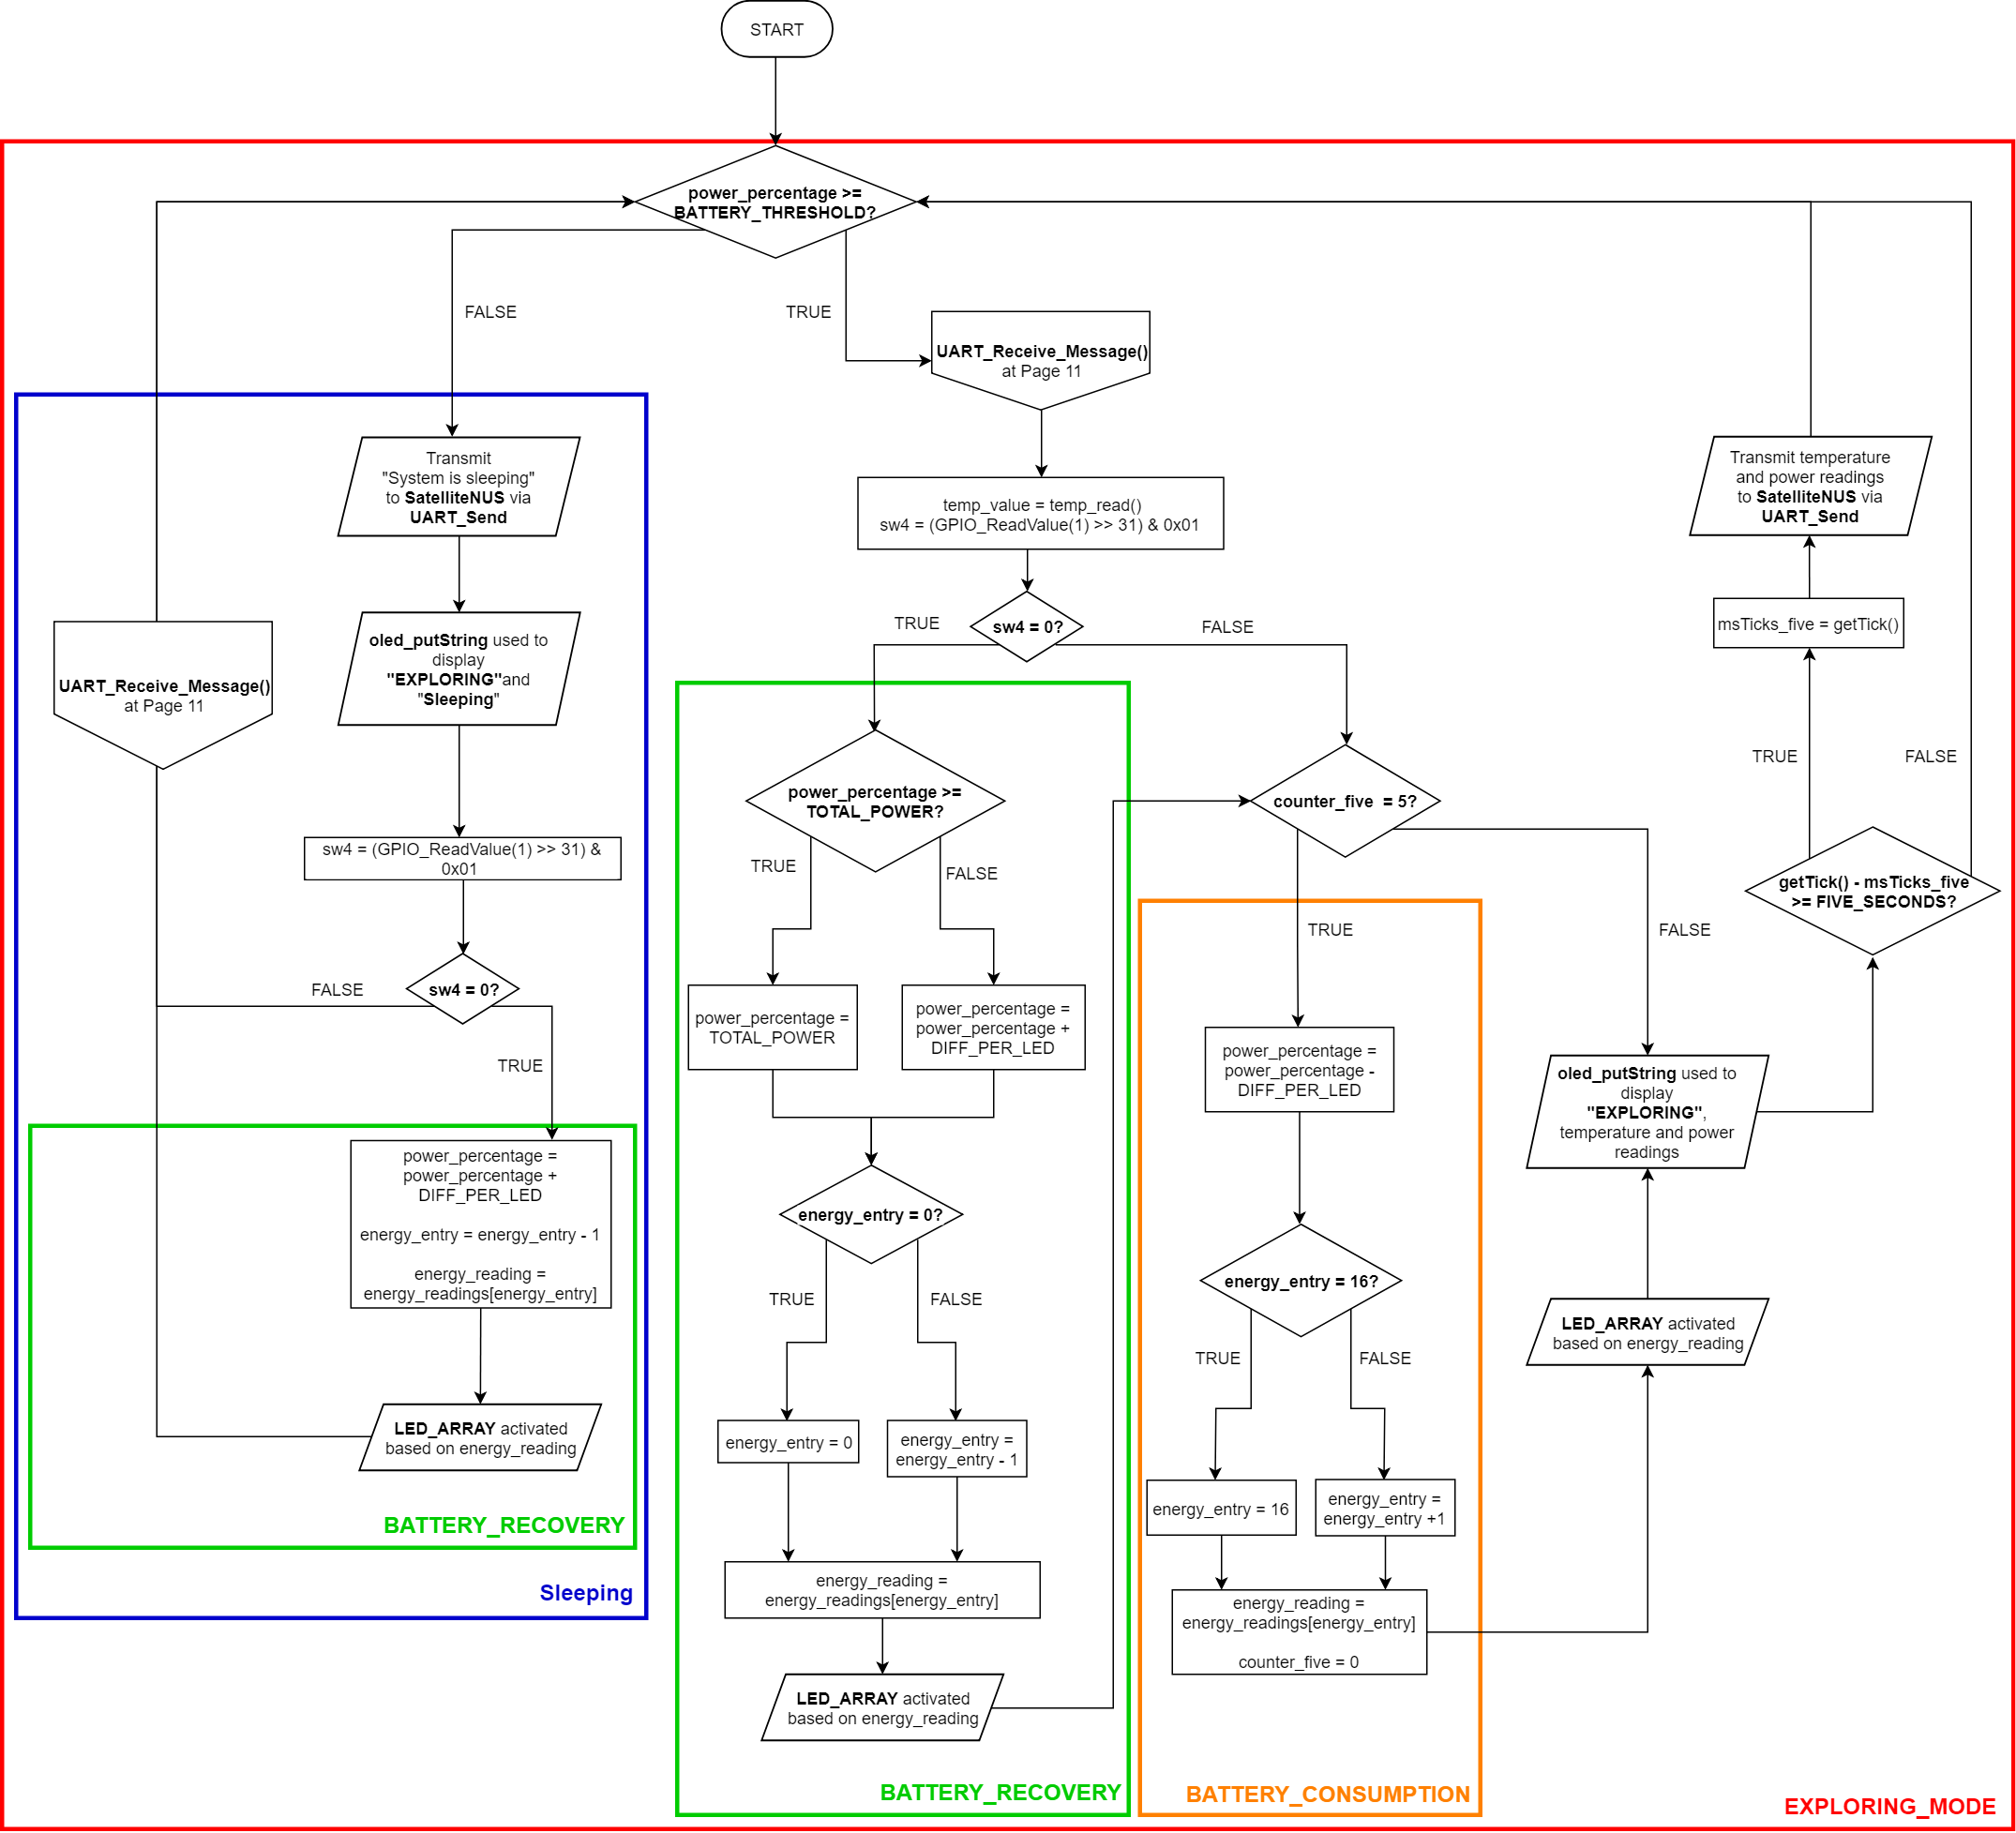 START
power_percentage >=
BATTERY_THRESHOLD?
FALSE
TRUE
UART_Receive_Message()
at Page 11
Transmit
"System is sleeping"
to SatelliteNUS via
UART_Send
oled_putString used to
display
"EXPLORING"and
"Sleeping"
UART_Receive_Message()
at Page 11
sw4 = (GPIO_ReadValue(1) >> 31) &
0x01
sw4 = 0?
FALSE
TRUE
power_percentage =
power_percentage +
DIFF_PER_LED
energy_entry = energy_entry - 1
energy_reading =
energy_readings[energy_entry]
LED_ARRAY activated
based on energy_reading
BATTERY_RECOVERY
Sleeping
temp_value = temp_read()
sw4 = (GPIO_ReadValue(1) >> 31) & 0x01
sw4 = 0?
TRUE
FALSE
power_percentage >=
TOTAL_POWER?
TRUE
FALSE
power_percentage =
TOTAL_POWER
power_percentage =
power_percentage +
DIFF_PER_LED
energy_entry = 0?
TRUE
FALSE
energy_entry = 0
energy_entry =
energy_entry - 1
energy_reading =
energy_readings[energy_entry]
LED_ARRAY activated
based on energy_reading
BATTERY_RECOVERY
counter_five = 5?
TRUE
FALSE
power_percentage =
power_percentage -
DIFF_PER_LED
energy_entry = 16?
TRUE
FALSE
energy_entry = 16
energy_entry =
energy_entry +1
energy_reading =
energy_readings[energy_entry]
counter_five = 0
BATTERY_CONSUMPTION
LED_ARRAY activated
based on energy_reading
oled_putString used to
display
"EXPLORING",
temperature and power
readings
getTick() - msTicks_five
>= FIVE_SECONDS?
TRUE
FALSE
msTicks_five = getTick()
Transmit temperature
and power readings
to SatelliteNUS via
UART_Send
EXPLORING_MODE